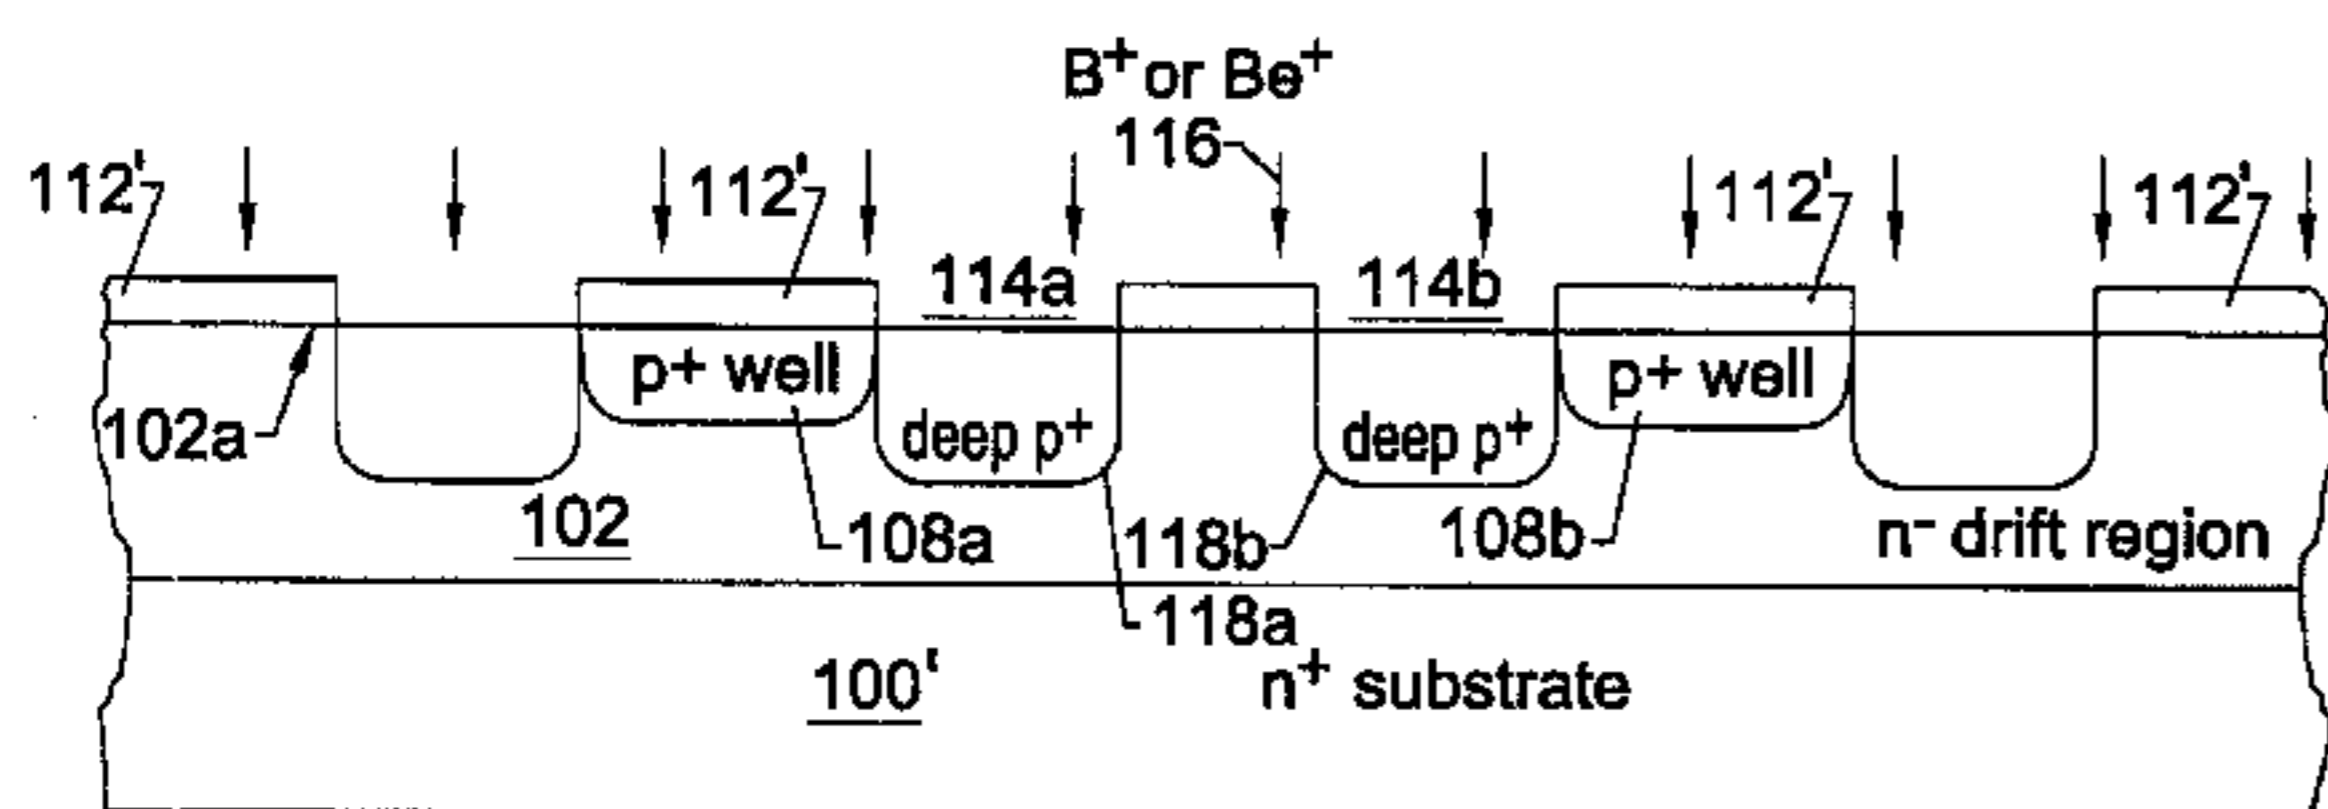 B+ or Be+
116
112' 112' 112' 112'
114a 114b
p+ well p+ well
102a deep p+ deep p+
102 108a 118b 108b n- drift region
118a
100' n+ substrate